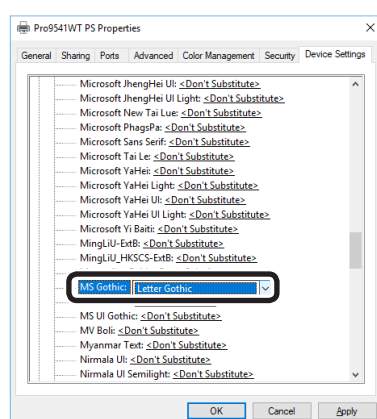 Pro9541WT PS Properties
General Sharing Ports Advanced Color Management Security Device Settings
Microsoft JhengHei UI: <Don't Substitute>
Microsoft JhengHei UI Light: <Don't Substitute>
Microsoft New Tai Lue: <Don't Substitute>
Microsoft PhagsPa: <Don't Substitute>
Microsoft Sans Serif: <Don't Substitute>
Microsoft Tai Le: <Don't Substitute>
Microsoft YaHei: <Don't Substitute>
Microsoft YaHei Light: <Don't Substitute>
Microsoft YaHei UI: <Don't Substitute>
Microsoft YaHei UI Light: <Don't Substitute>
Microsoft Yi Baiti: <Don't Substitute>
MingLiU-ExtB: <Don't Substitute>
MingLiU_HKSCS-ExtB: <Don't Substitute>
MS Gothic: Letter Gothic
MS UI Gothic: <Don't Substitute>
MV Boli: <Don't Substitute>
Myanmar Text: <Don't Substitute>
Nirmala UI: <Don't Substitute>
Nirmala UI Semilight: <Don't Substitute>
OK Cancel Apply